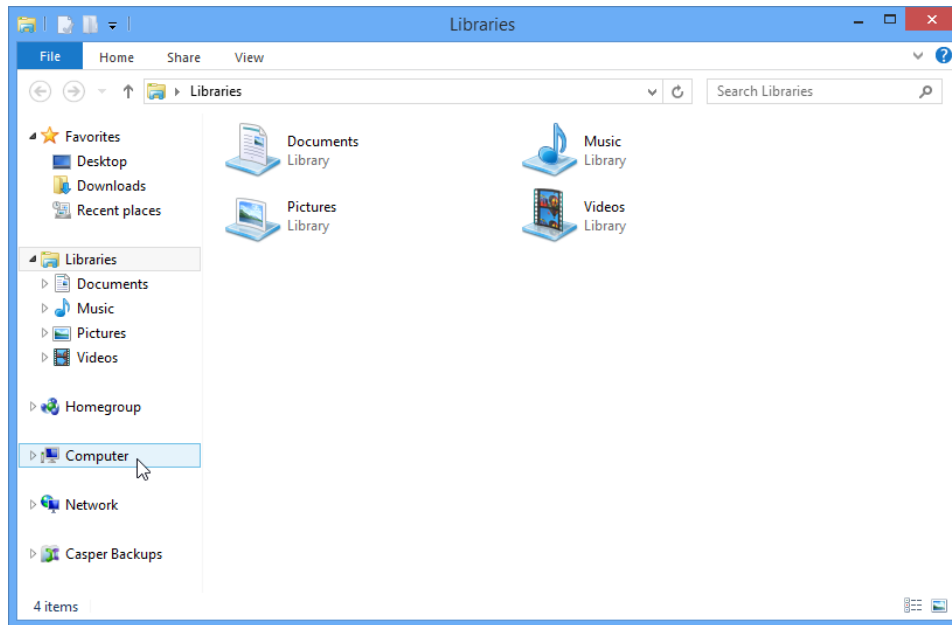 Libraries
File Home Share View
Libraries
Search Libraries
Favorites
Desktop
Downloads
Recent places
Libraries
Documents
Music
Pictures
Videos
Homegroup
Computer
Network
Casper Backups
Documents
Library
Music
Library
Pictures
Library
Videos
Library
4 items